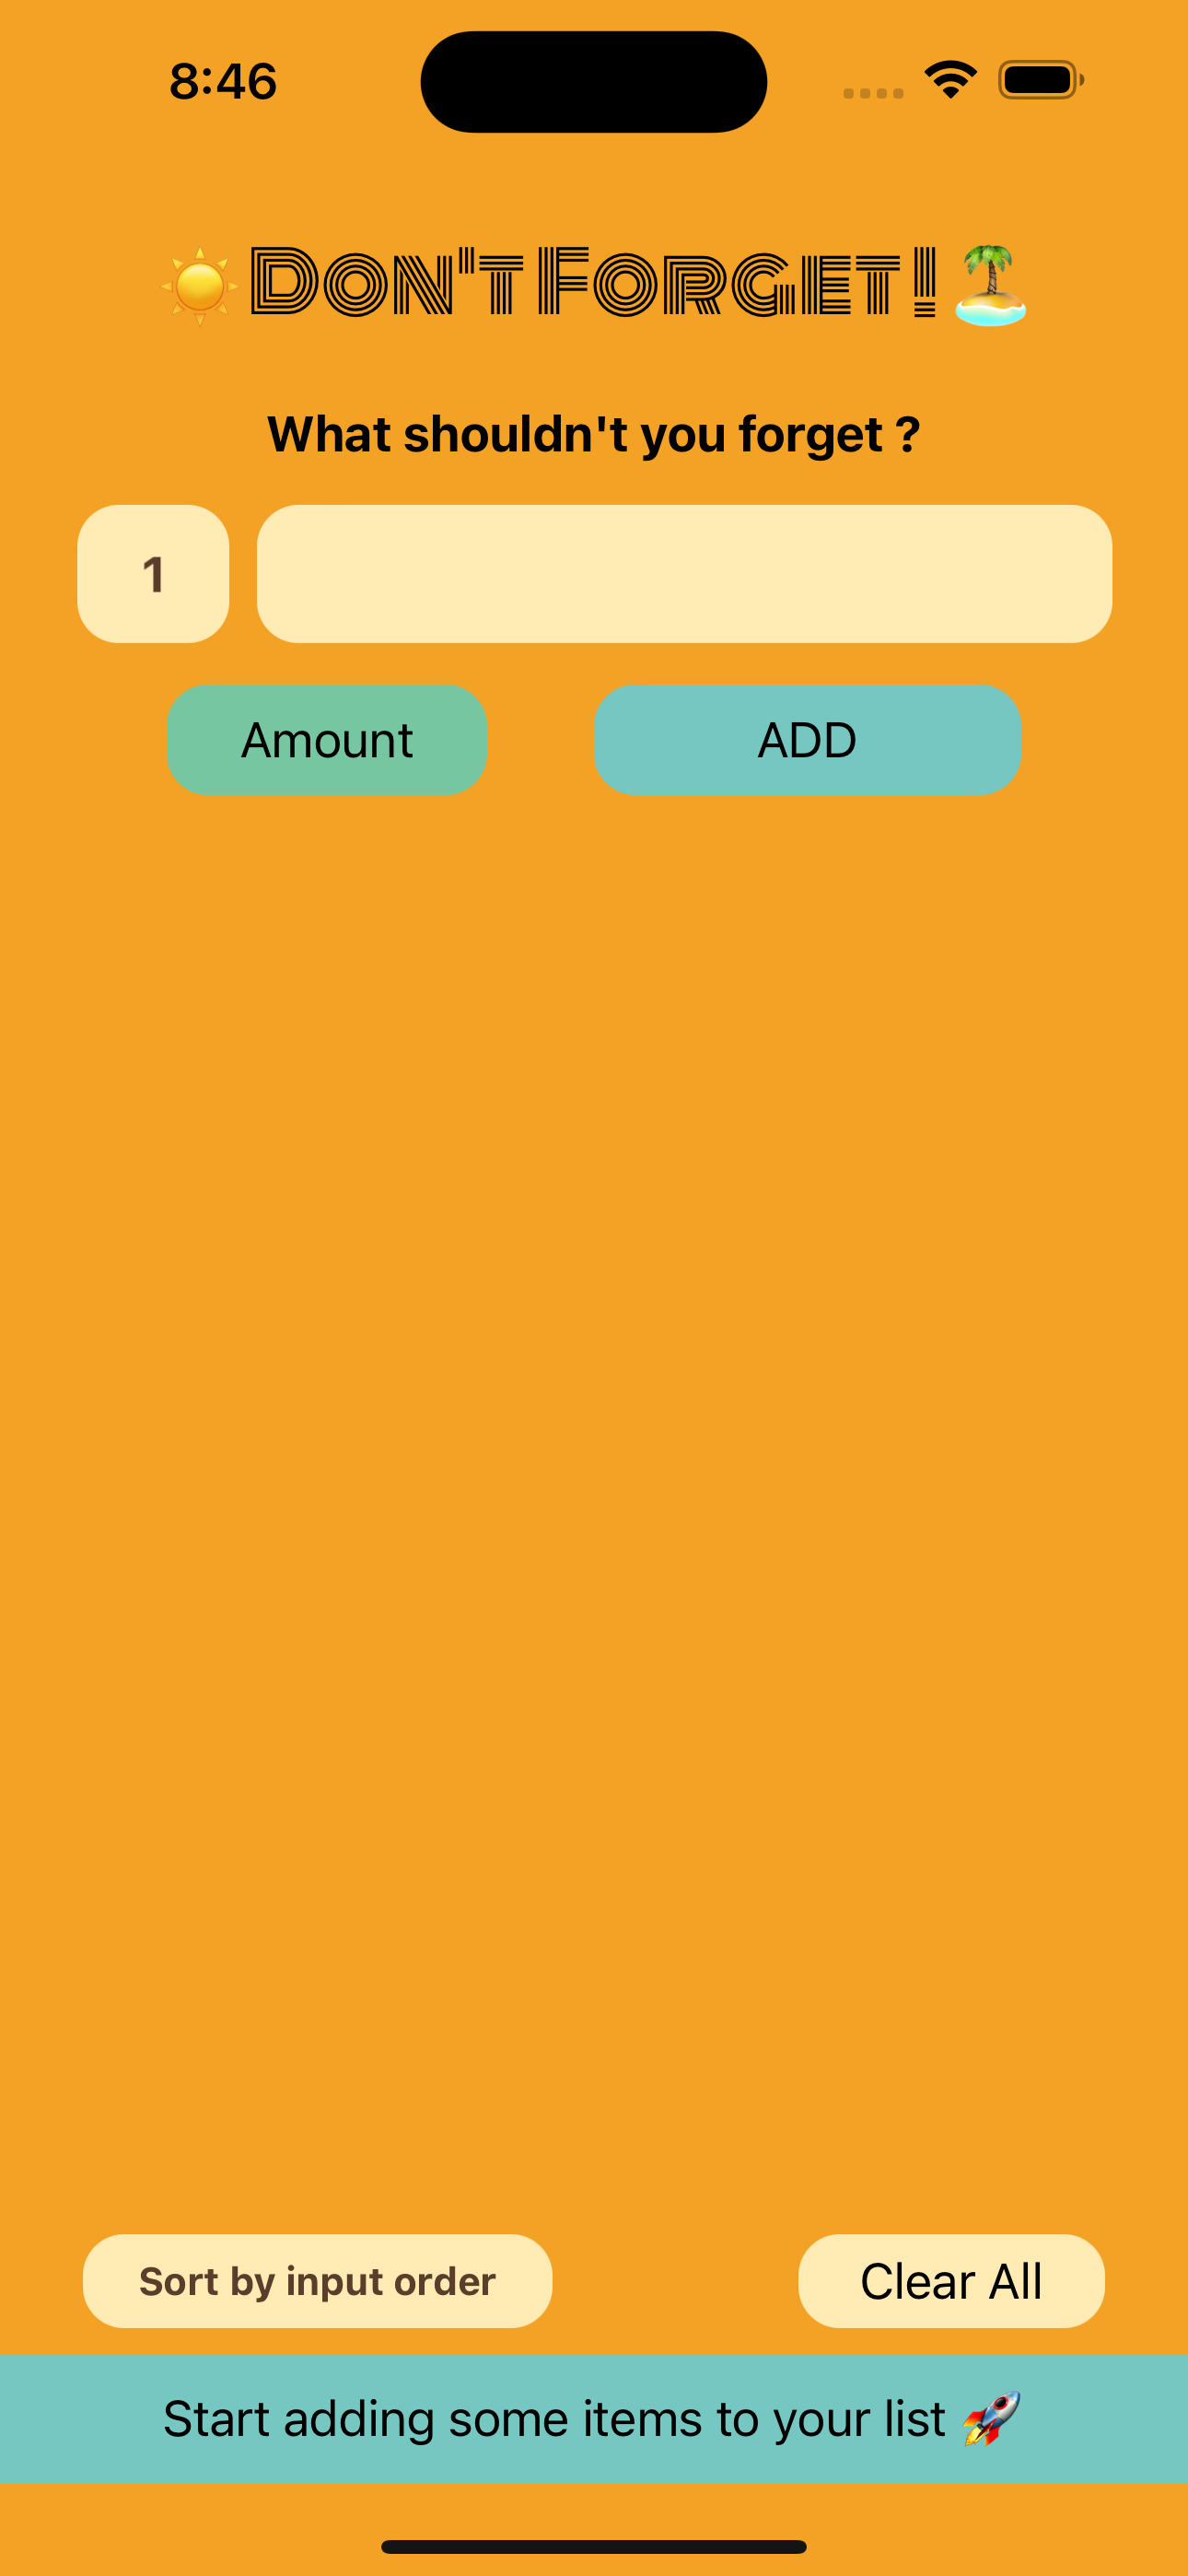 8:46
☀️Don't Forget!🏝️
What shouldn't you forget ?
1
Amount ADD
Sort by input order Clear All
Start adding some items to your list 🚀